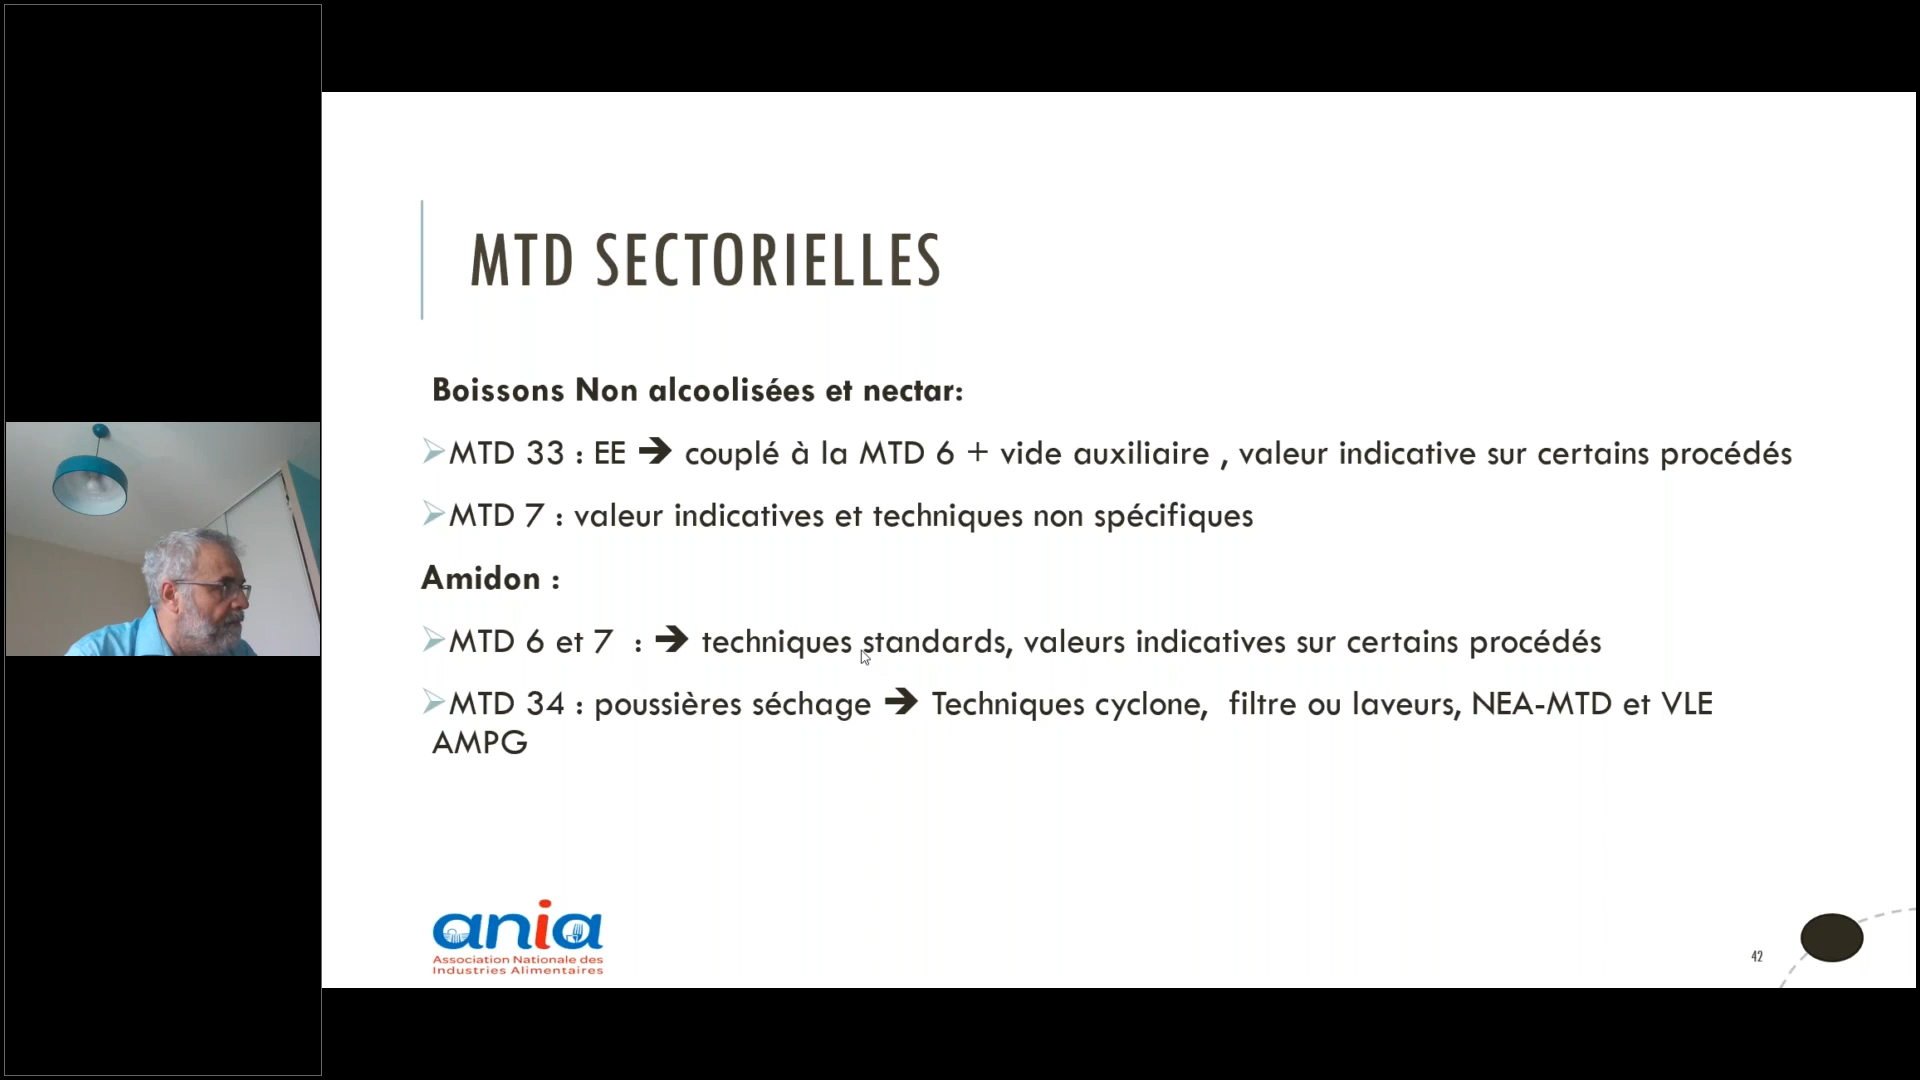 MTD SECTORIELLES
Boissons Non alcoolisées et nectar:
MTD 33 : EE ➔ couplé à la MTD 6 + vide auxiliaire , valeur indicative sur certains procédés
MTD 7 : valeur indicatives et techniques non spécifiques
Amidon :
MTD 6 et 7  : ➔ techniques standards, valeurs indicatives sur certains procédés
MTD 34 : poussières séchage ➔ Techniques cyclone,  filtre ou laveurs, NEA-MTD et VLE
AMPG
ania
Association Nationale des
Industries Alimentaires
42